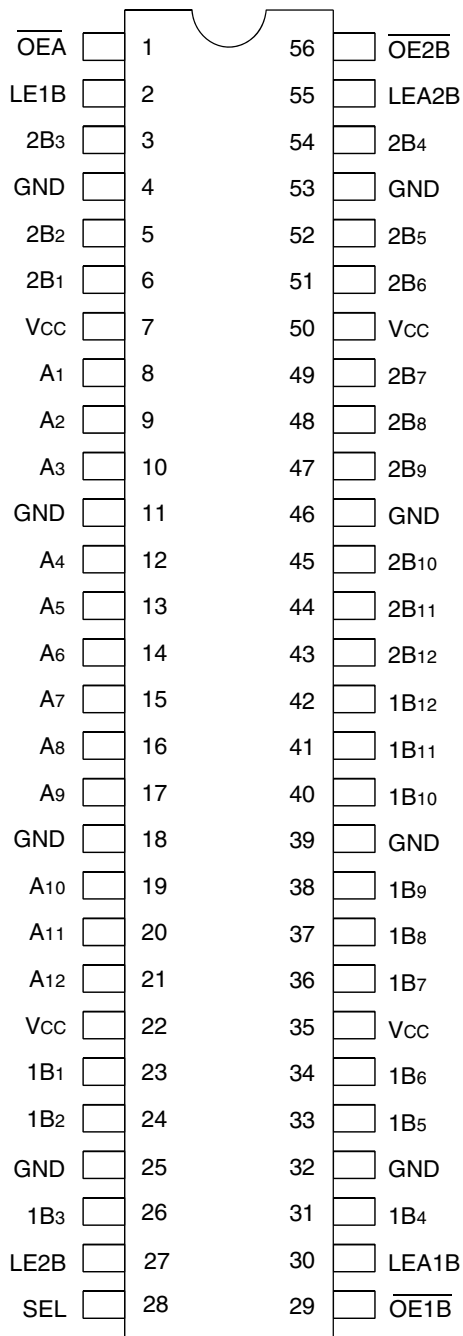 OEA 1 56 OE2B
LE1B 2 55 LEA2B
2B3 3 54 2B4
GND 4 53 GND
2B2 5 52 2B5
2B1 6 51 2B6
VCC 7 50 VCC
A1 8 49 2B7
A2 9 48 2B8
A3 10 47 2B9
GND 11 46 GND
A4 12 45 2B10
A5 13 44 2B11
A6 14 43 2B12
A7 15 42 1B12
A8 16 41 1B11
A9 17 40 1B10
GND 18 39 GND
A10 19 38 1B9
A11 20 37 1B8
A12 21 36 1B7
VCC 22 35 VCC
1B1 23 34 1B6
1B2 24 33 1B5
GND 25 32 GND
1B3 26 31 1B4
LE2B 27 30 LEA1B
SEL 28 29 OE1B